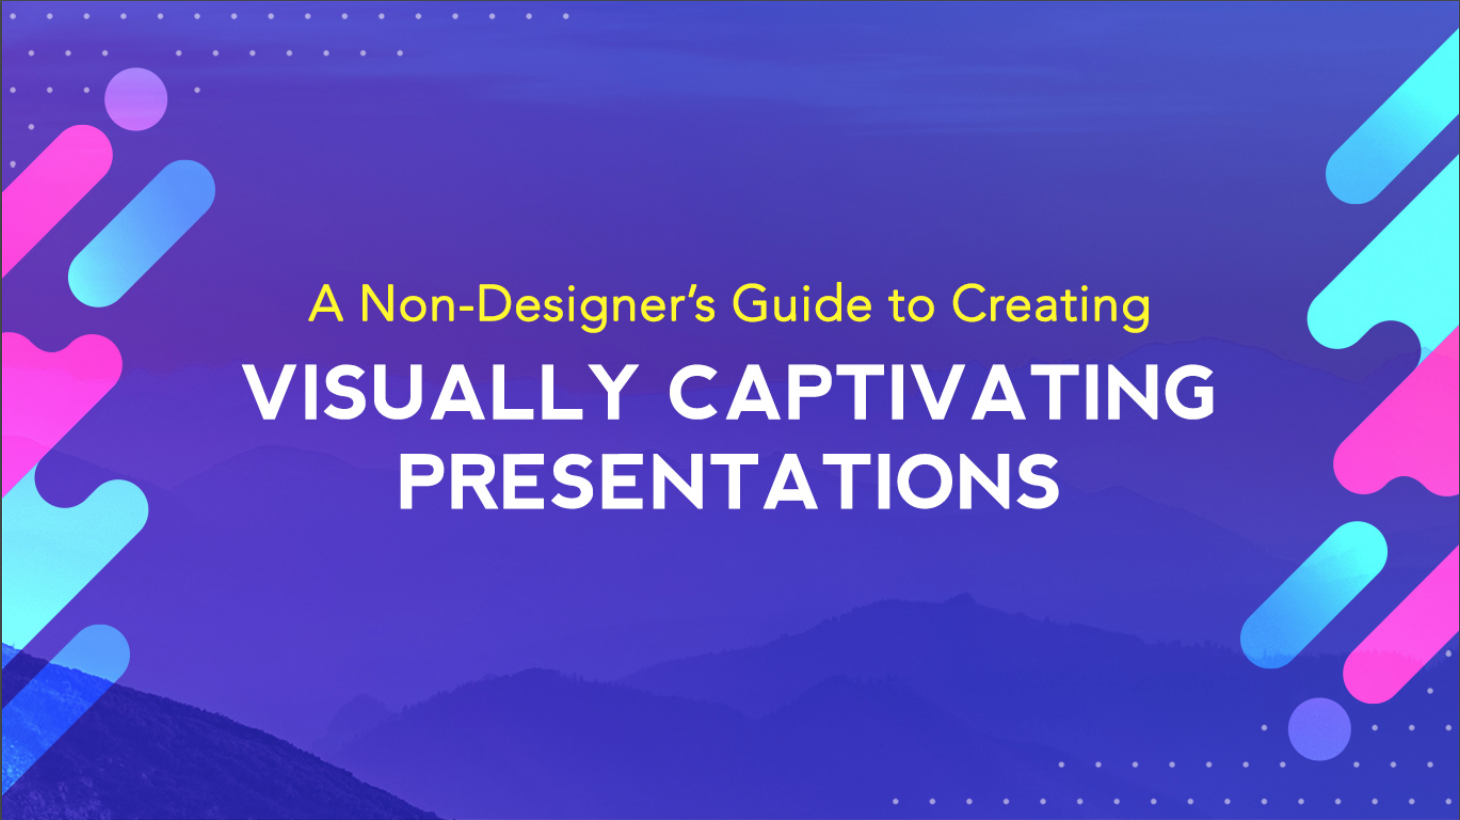 A Non-Designer’s Guide to Creating
VISUALLY CAPTIVATING
PRESENTATIONS